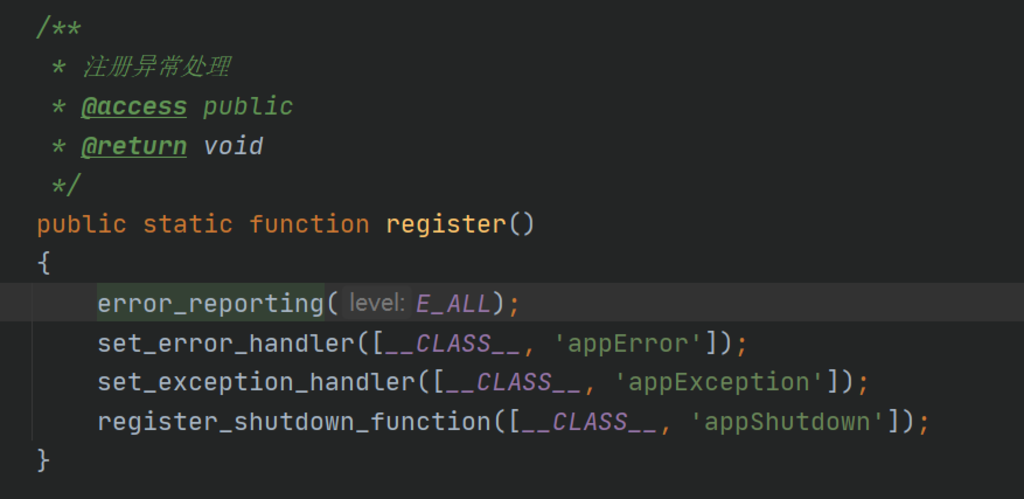 /**
* 注册异常处理
* @access public
* @return void
*/
public static function register()
{
error_reporting( level: E_ALL);
set_error_handler([__CLASS__, 'appError']);
set_exception_handler([__CLASS__, 'appException']);
register_shutdown_function([__CLASS__, 'appShutdown']);
}